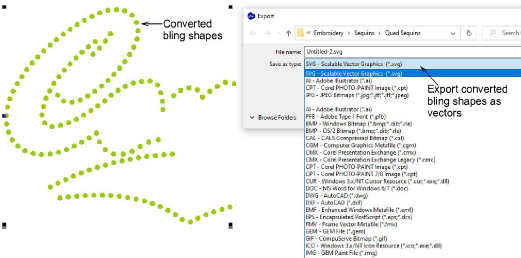 Converted
bling shapes
Export
« Embroidery › Sequins › Quad Sequins
Search
File name:
Untitled-2.svg
Save as type:
SVG - Scalable Vector Graphics (*.svg)
SVG - Scalable Vector Graphics (*.svg)
AI - Adobe Illustrator (*.ai)
CPT - Corel PHOTO-PAINT Image (*.cpt)
JPG - JPEG Bitmaps (*.jpg;*.jtf;*.jff;*.jpeg)
AI - Adobe Illustrator (*.ai)
PFB - Adobe Type 1 Font (*.pfb)
BMP - Windows Bitmap (*.bmp;*.dib;*.rle)
BMP - OS/2 Bitmap (*.bmp;*.dib;*.rle)
CAL - CALS Compressed Bitmap (*.cal)
CGM - Computer Graphics Metafile (*.cgm)
CMX - Corel Presentation Exchange (*.cmx)
CMX - Corel Presentation Exchange Legacy (*.cmx)
CPT - Corel PHOTO-PAINT Image (*.cpt)
CPT - Corel PHOTO-PAINT 7/8 Image (*.cpt)
CUR - Windows 3.x/NT Cursor Resource (*.cur;*.exe;*.dll)
DOC - MS Word for Windows 6/7 (*.doc)
DWG - AutoCAD (*.dwg)
DXF - AutoCAD (*.dxf)
EMF - Enhanced Windows Metafile (*.emf)
EPS - Encapsulated PostScript (*.eps)
FMV - Frame Vector Metafile (*.fmv)
GEM - GEM File (*.gem)
GIF - CompuServe Bitmap (*.gif)
ICO - Windows 3.x/NT Icon Resource (*.ico;*.exe;*.dll)
IMG - GEM Paint File (*.img)
Browse Folders
Export converted
bling shapes as
vectors